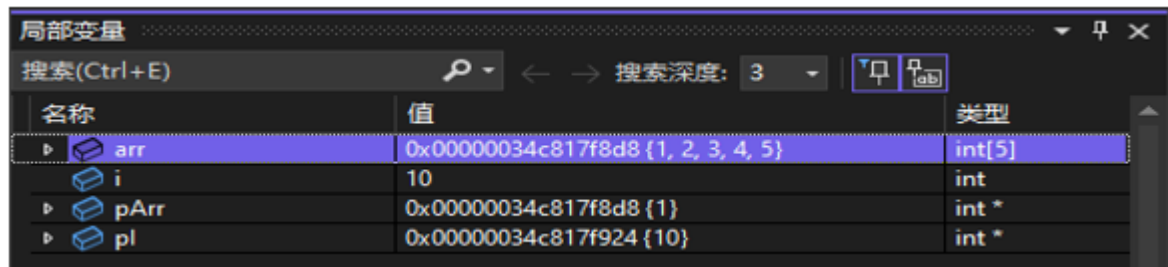 局部变量
搜索(Ctrl+E) 搜索深度: 3 ab
名称 值 类型
arr 0x00000034c817f8d8 {1, 2, 3, 4, 5} int[5]
i 10 int
pArr 0x00000034c817f8d8 {1} int *
pI 0x00000034c817f924 {10} int *